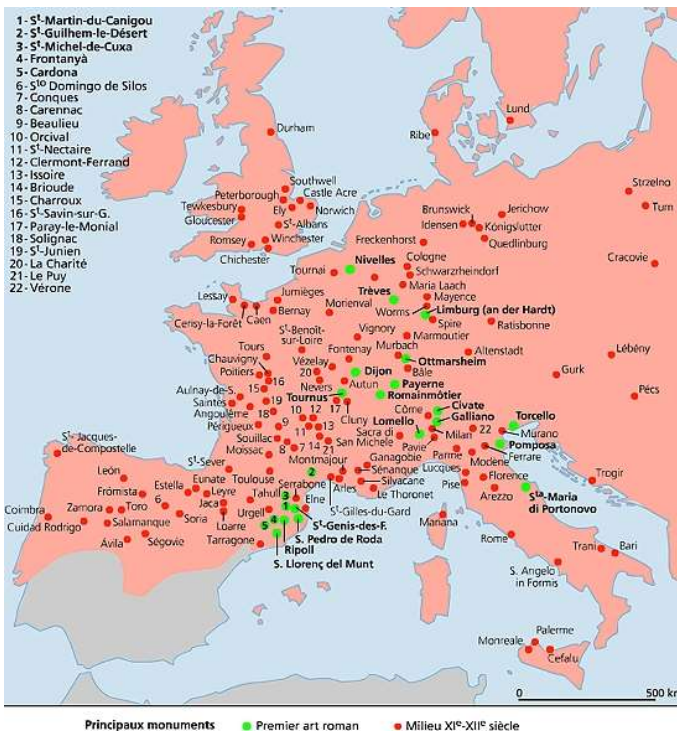 1 - Sᵗ-Martin-du-Canigou
2 - Sᵗ-Guilhem-le-Désert
3 - Sᵗ-Michel-de-Cuxa
4 - Frontanyà
5 - Cardona
6 - Sᵗᵒ Domingo de Silos
7 - Conques
8 - Carennac
9 - Beaulieu
10 - Orcival
11 - Sᵗ-Nectaire
12 - Clermont-Ferrand
13 - Issoire
14 - Brioude
15 - Charroux
16 - Sᵗ-Savin-sur-G.
17 - Paray-le-Monial
18 - Solignac
19 - Sᵗ-Junien
20 - La Charité
21 - Le Puy
22 - Vérone
Durham
Ribe
Lund
Southwell
Peterborough
Castle Acre
Tewkesbury
Ely
Norwich
Gloucester
Sᵗ-Albans
Romsey
Winchester
Chichester
Strzelno
Turn
Cracovie
Brunswick
Jerichow
Idensen
Königslutter
Freckenhorst
Quedlinburg
Nivelles
Cologne
Tournai
Schwarzheindorf
Trèves
Maria Laach
Mayence
Lessay
Jumièges
Morienval
Worms
Limburg (an der Hardt)
Cerisy-la-Forêt
Caen
Bernay
Spire
Ratisbonne
Vignory
Marmoutier
Sᵗ-Benoît-sur-Loire
Murbach
Tours
Fontenay
Ottmarsheim
Altenstadt
Lébény
Chauvigny
Vézelay
Bâle
Poitiers
20
Dijon
Gurk
16
Nevers
Autun
Payerne
Pécs
Aulnay-de-S.
15
Tournus
Romainmôtier
Saintes
19
10
12
17
Cluny
Côme
Civate
Angoulême
18
Lomello
Galliano
Torcello
Périgueux
9
11
13
Sacra di San Michele
22
Murano
Souillac
8
7
14
21
Pavie
Milan
Pomposa
Moissac
Montmajour
Ganagobie
Parme
Ferrare
Sᵗ-Jacques-de-Compostelle
Sᵗ-Sever
2
Sénanque
Lucques
Modène
León
Eunate
Toulouse
Serrabone
Silvacane
Florence
Estella
Leyre
Tahull
3
Arles
Le Thoronet
Pise
Trogir
Frómista
6
Jaca
Elne
Sᵗ-Gilles-du-Gard
Arezzo
Sᵗᵃ-Maria di Portonovo
Coimbra
Zamora
Toro
Urgell
1
Sᵗ-Genis-des-F.
Mariana
Cuidad Rodrigo
Salamanque
Soria
Loarre
5
4
S. Pedro de Roda
Rome
Ávila
Ségovie
Tarragone
Ripoll
Trani
Bari
S. Llorenç del Munt
S. Angelo in Formis
Monreale
Palerme
Cefalu
0
500 km
Principaux monuments
Premier art roman
Milieu XIᵉ-XIIᵉ siècle